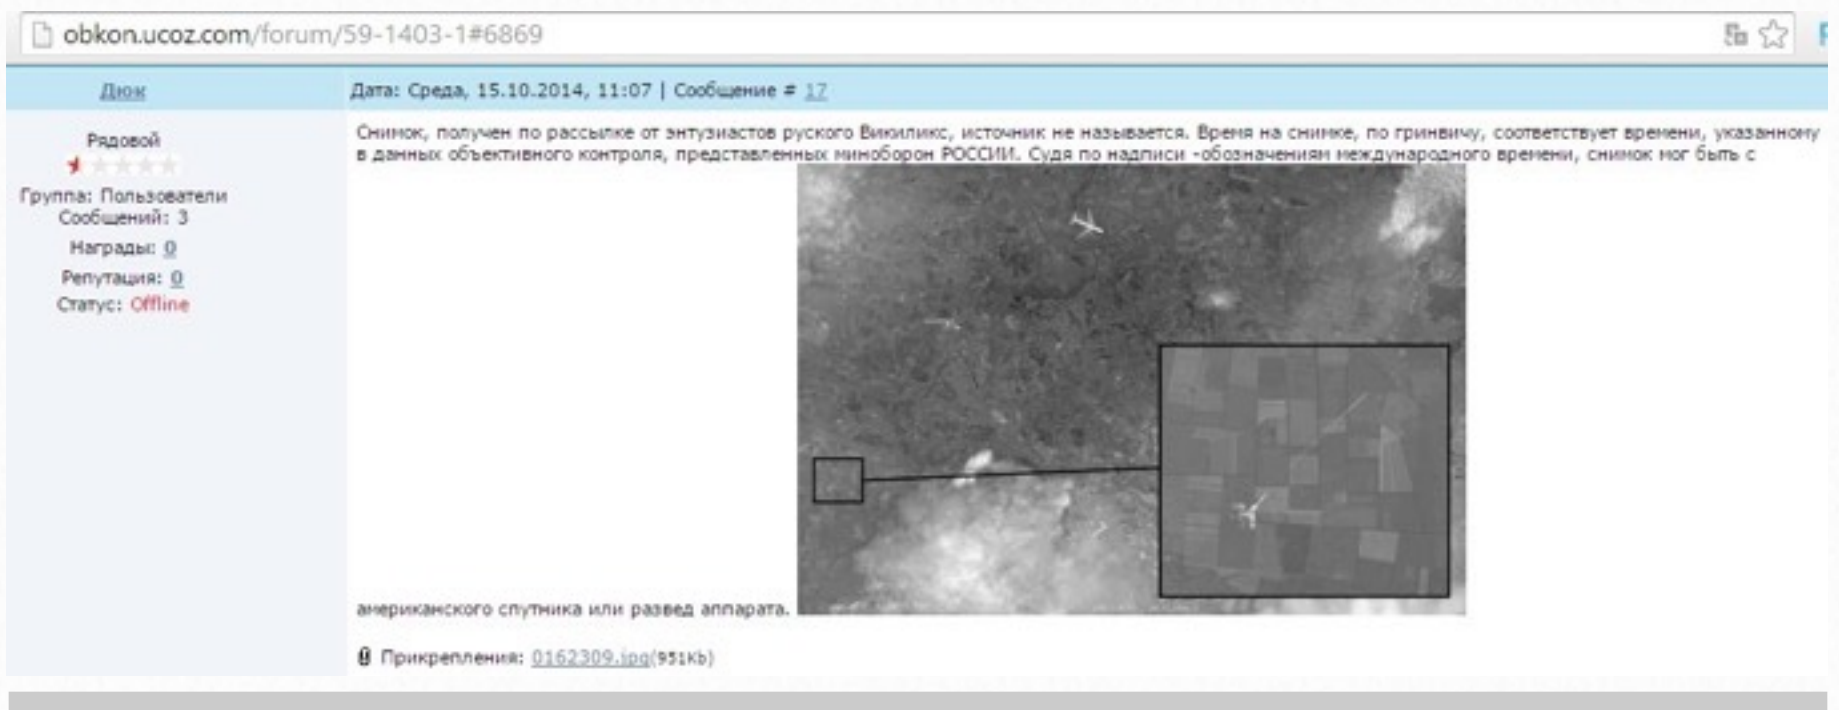 obkon.ucoz.com/forum/59-1403-1#6869
Дюк
Дата: Среда, 15.10.2014, 11:07 | Сообщение # 17
Рядовой
Группа: Пользователи
Сообщений: 3
Награды: 0
Репутация: 0
Статус: Offline
Снимок, получен по рассылке от энтузиастов руского Викиликс, источник не называется. Время на снимке, по гринвичу, соответствует времени, указанному
в данных объективного контроля, представленных миноборон РОССИИ. Судя по надписи -обозначениям международного времени, снимок мог быть с
американского спутника или развед аппарата.
Прикрепления: 0162309.jpg(951Kb)